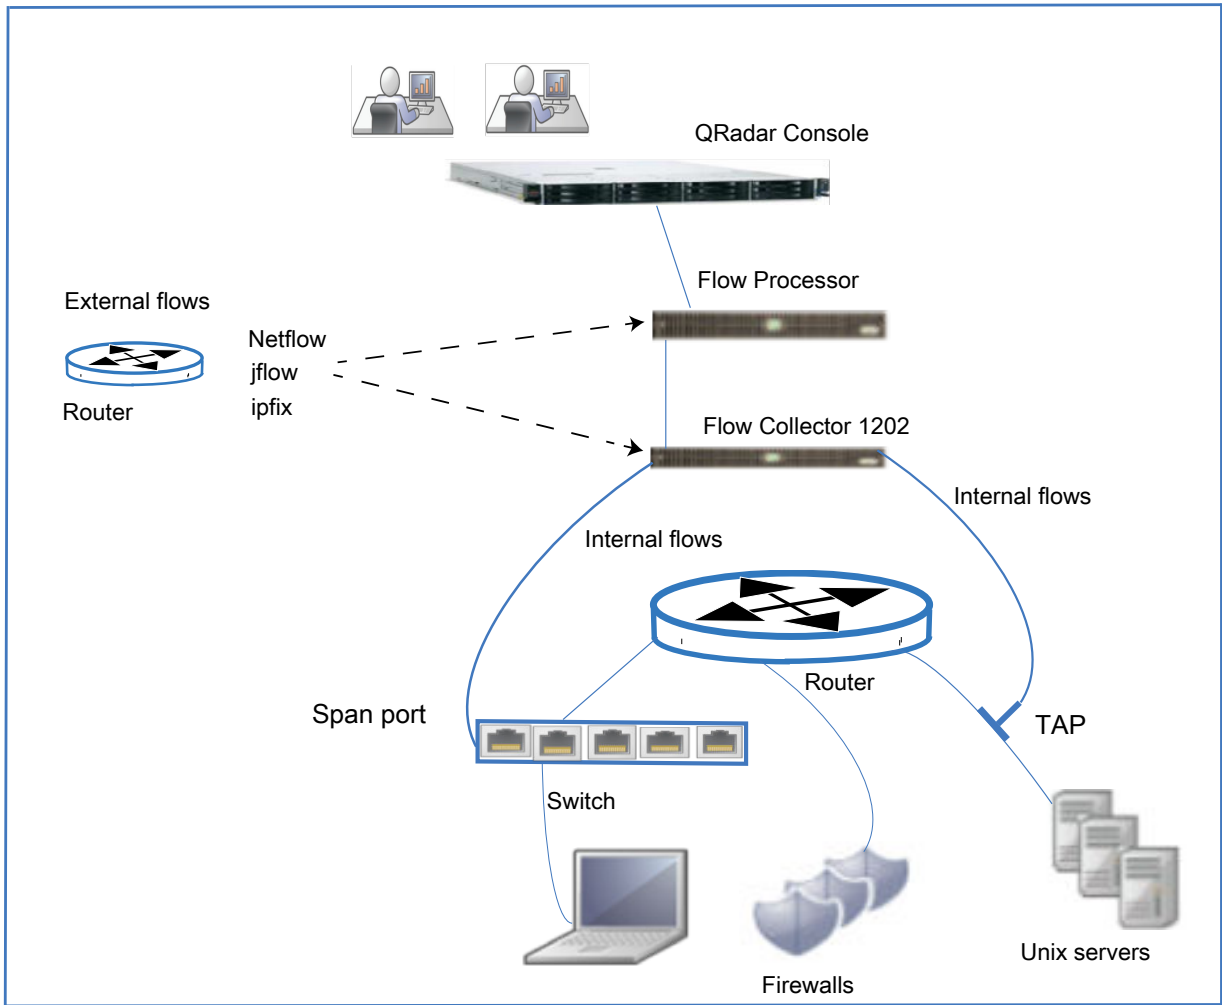 QRadar Console
Flow Processor
External flows
Netflow
jflow
ipfix
Router
Flow Collector 1202
Internal flows
Internal flows
Router
Span port
TAP
Switch
Unix servers
Firewalls